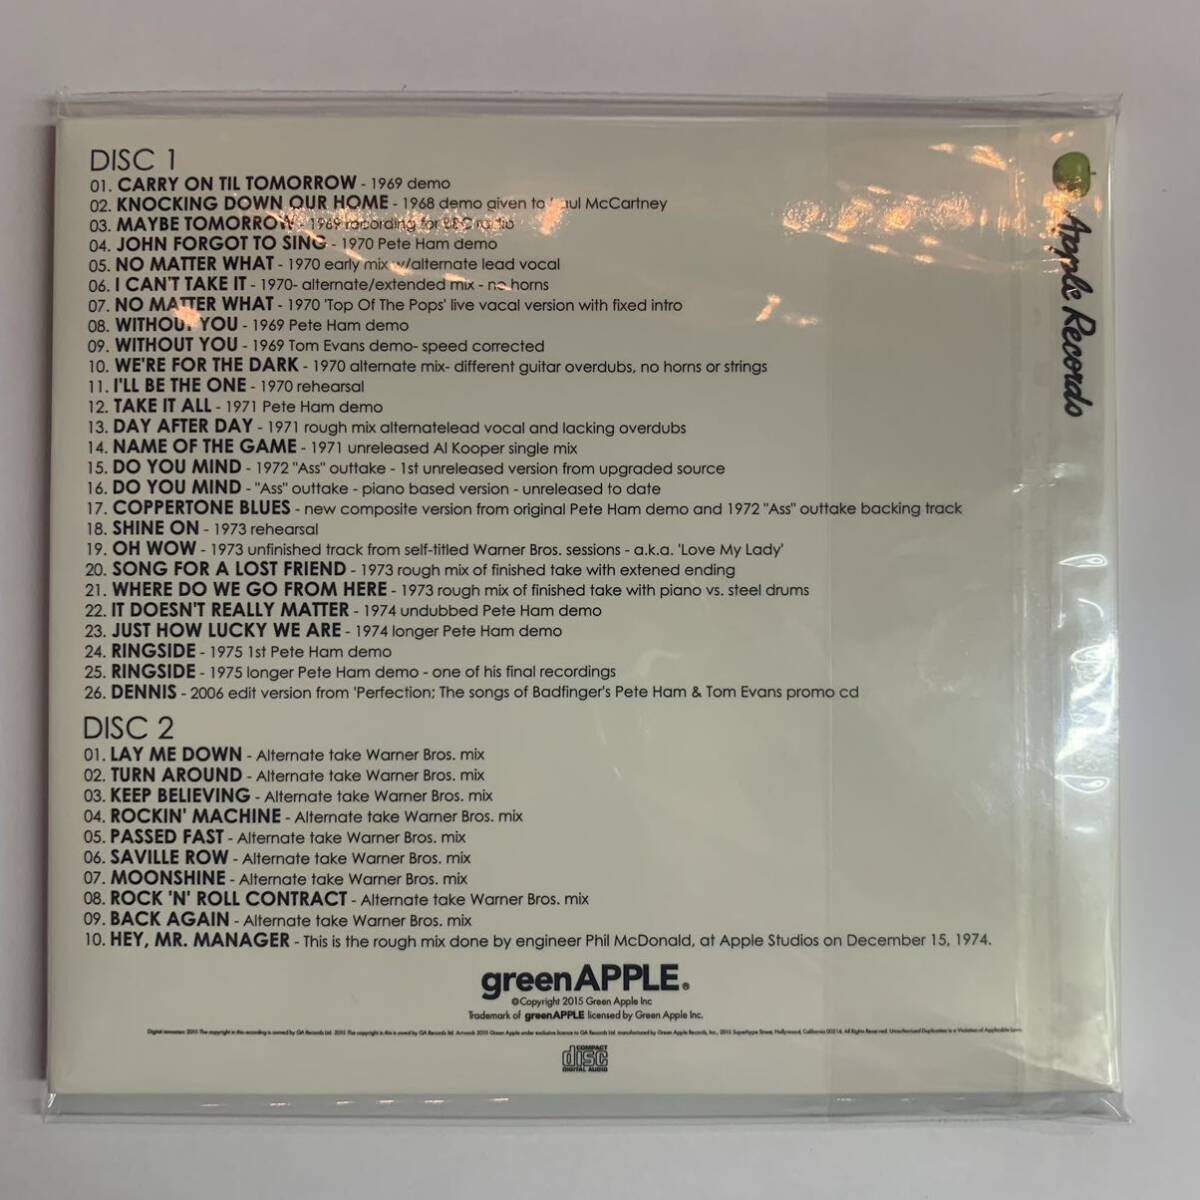 DISC 1
01. CARRY ON TIL TOMORROW - 1969 demo
02. KNOCKING DOWN OUR HOME - 1968 demo given to Paul McCartney
03. MAYBE TOMORROW - 1969 recording for BBC radio
04. JOHN FORGOT TO SING - 1970 Pete Ham demo
05. NO MATTER WHAT - 1970 early mix w/alternate lead vocal
06. I CAN'T TAKE IT - 1970- alternate/extended mix - no horns
07. NO MATTER WHAT - 1970 'Top Of The Pops' live vacal version with fixed intro
08. WITHOUT YOU - 1969 Pete Ham demo
09. WITHOUT YOU - 1969 Tom Evans demo- speed corrected
10. WE'RE FOR THE DARK - 1970 alternate mix- different guitar overdubs, no horns or strings
11. I'LL BE THE ONE - 1970 rehearsal
12. TAKE IT ALL - 1971 Pete Ham demo
13. DAY AFTER DAY - 1971 rough mix alternatelead vocal and lacking overdubs
14. NAME OF THE GAME - 1971 unreleased Al Kooper single mix
15. DO YOU MIND - 1972 "Ass" outtake - 1st unreleased version from upgraded source
16. DO YOU MIND - "Ass" outtake - piano based version - unreleased to date
17. COPPERTONE BLUES - new composite version from original Pete Ham demo and 1972 "Ass" outtake backing track
18. SHINE ON - 1973 rehearsal
19. OH WOW - 1973 unfinished track from self-titled Warner Bros. sessions - a.k.a. 'Love My Lady'
20. SONG FOR A LOST FRIEND - 1973 rough mix of finished take with extened ending
21. WHERE DO WE GO FROM HERE - 1973 rough mix of finished take with piano vs. steel drums
22. IT DOESN'T REALLY MATTER - 1974 undubbed Pete Ham demo
23. JUST HOW LUCKY WE ARE - 1974 longer Pete Ham demo
24. RINGSIDE - 1975 1st Pete Ham demo
25. RINGSIDE - 1975 longer Pete Ham demo - one of his final recordings
26. DENNIS - 2006 edit version from 'Perfection; The songs of Badfinger's Pete Ham & Tom Evans promo cd
DISC 2
01. LAY ME DOWN - Alternate take Warner Bros. mix
02. TURN AROUND - Alternate take Warner Bros. mix
03. KEEP BELIEVING - Alternate take Warner Bros. mix
04. ROCKIN' MACHINE - Alternate take Warner Bros. mix
05. PASSED FAST - Alternate take Warner Bros. mix
06. SAVILLE ROW - Alternate take Warner Bros. mix
07. MOONSHINE - Alternate take Warner Bros. mix
08. ROCK 'N' ROLL CONTRACT - Alternate take Warner Bros. mix
09. BACK AGAIN - Alternate take Warner Bros. mix
10. HEY, MR. MANAGER - This is the rough mix done by engineer Phil McDonald, at Apple Studios on December 15, 1974.
greenAPPLE®
©Copyright 2015 Green Apple Inc
Trademark of greenAPPLE licensed by Green Apple Inc.
COMPACT
disc
DIGITAL AUDIO
Apple Records